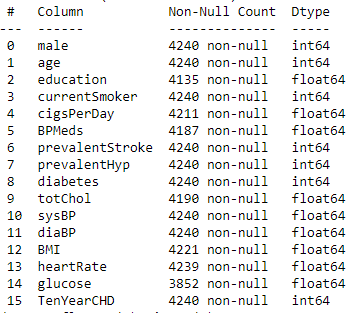 #   Column           Non-Null Count  Dtype
---  ------           --------------  -----
0   male             4240 non-null   int64
1   age              4240 non-null   int64
2   education        4135 non-null   float64
3   currentSmoker    4240 non-null   int64
4   cigsPerDay       4211 non-null   float64
5   BPMeds           4187 non-null   float64
6   prevalentStroke  4240 non-null   int64
7   prevalentHyp     4240 non-null   int64
8   diabetes         4240 non-null   int64
9   totChol          4190 non-null   float64
10  sysBP            4240 non-null   float64
11  diaBP            4240 non-null   float64
12  BMI              4221 non-null   float64
13  heartRate        4239 non-null   float64
14  glucose          3852 non-null   float64
15  TenYearCHD       4240 non-null   int64